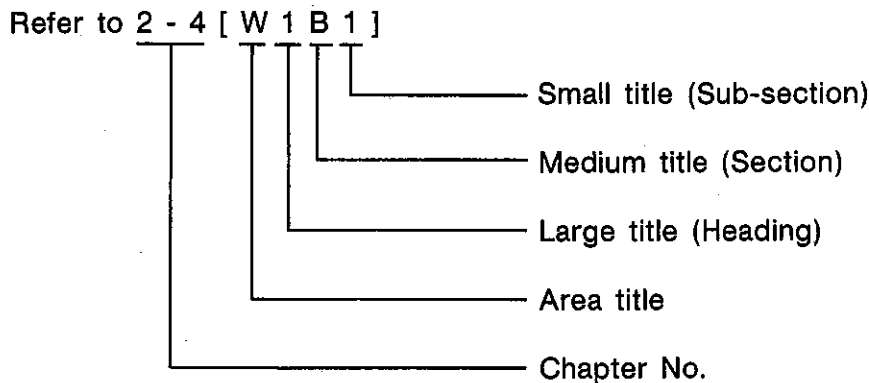 Refer to 2 - 4 [ W 1 B 1 ]
Small title (Sub-section)
Medium title (Section)
Large title (Heading)
Area title
Chapter No.